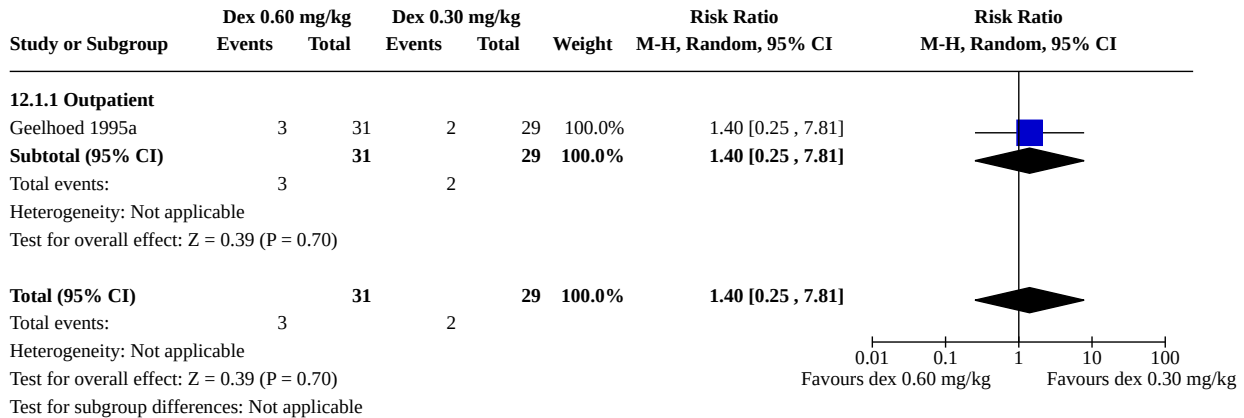 Dex 0.60 mg/kg Dex 0.30 mg/kg Risk Ratio Risk Ratio
Study or Subgroup Events Total Events Total Weight M-H, Random, 95% CI M-H, Random, 95% CI
12.1.1 Outpatient
Geelhoed 1995a 3 31 2 29 100.0% 1.40 [0.25 , 7.81]
Subtotal (95% CI) 31 29 100.0% 1.40 [0.25 , 7.81]
Total events: 3 2
Heterogeneity: Not applicable
Test for overall effect: Z = 0.39 (P = 0.70)
Total (95% CI) 31 29 100.0% 1.40 [0.25 , 7.81]
Total events: 3 2
Heterogeneity: Not applicable
0.01 0.1 1 10 100
Test for overall effect: Z = 0.39 (P = 0.70) Favours dex 0.60 mg/kg Favours dex 0.30 mg/kg
Test for subgroup differences: Not applicable